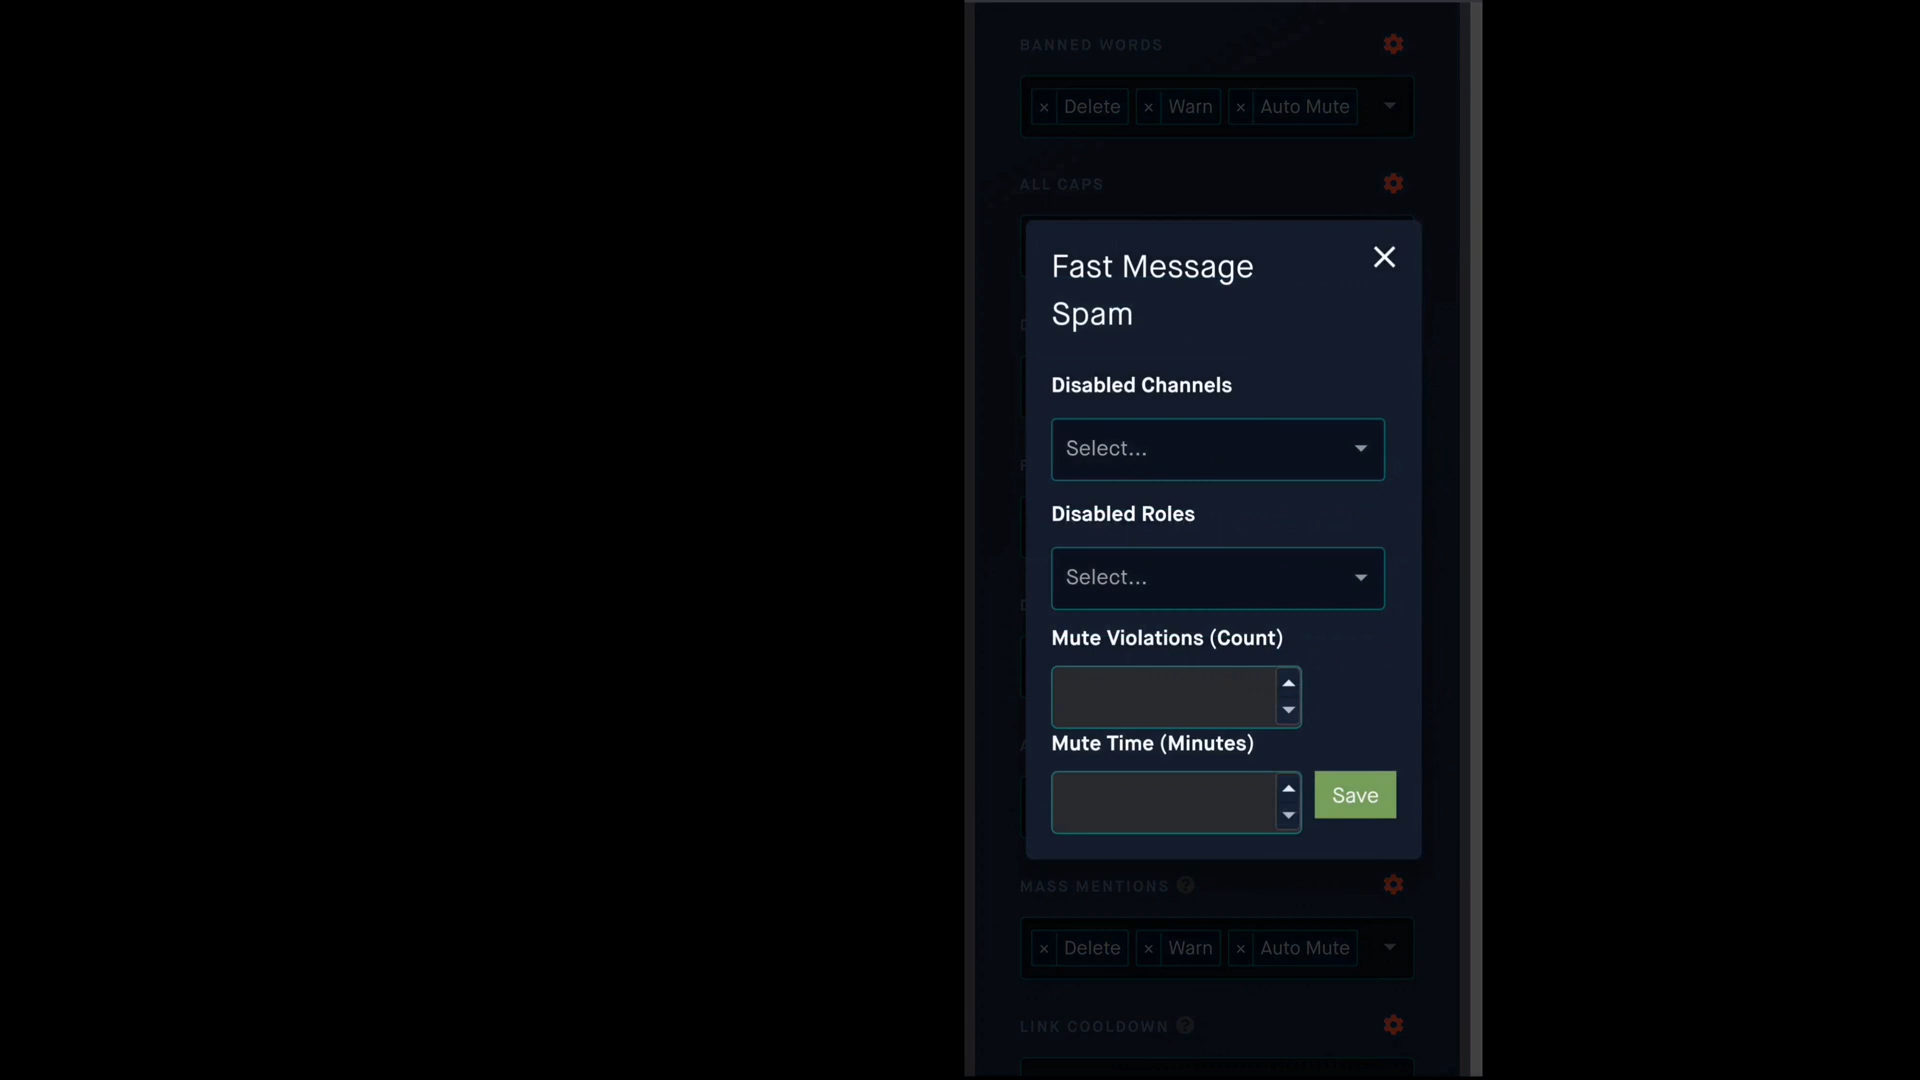 BANNED WORDS
× Delete × Warn × Auto Mute
ALL CAPS
Fast Message
Spam
Disabled Channels
Select...
Disabled Roles
Select...
Mute Violations (Count)
Mute Time (Minutes)
Save
MASS MENTIONS ?
× Delete × Warn × Auto Mute
LINK COOLDOWN ?